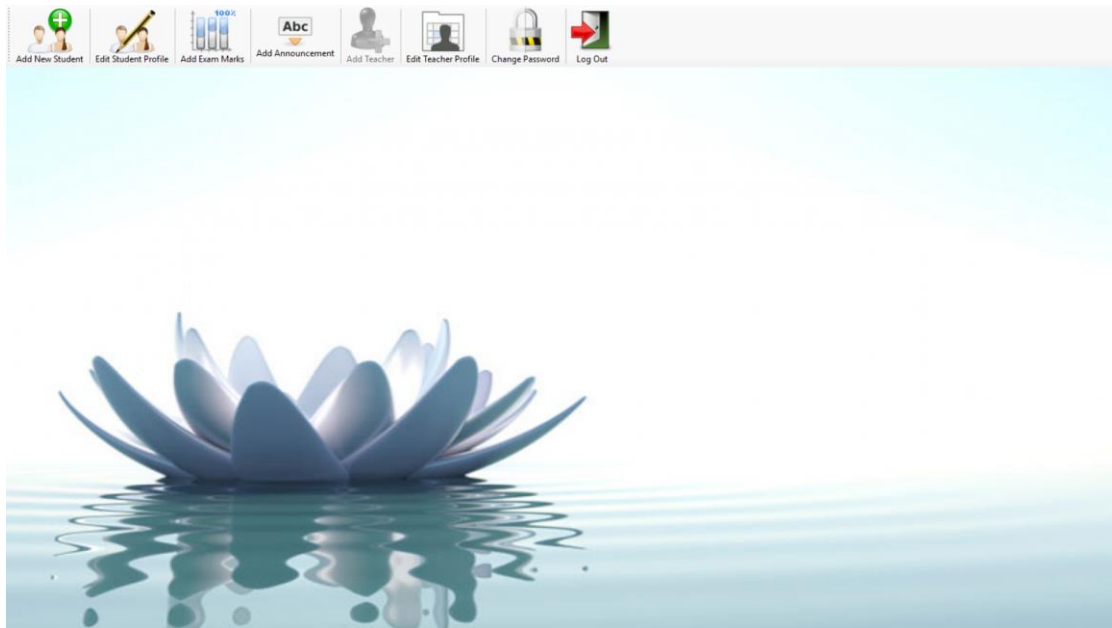 100%
Abc
Add New Student
Edit Student Profile
Add Exam Marks
Add Announcement
Add Teacher
Edit Teacher Profile
Change Password
Log Out